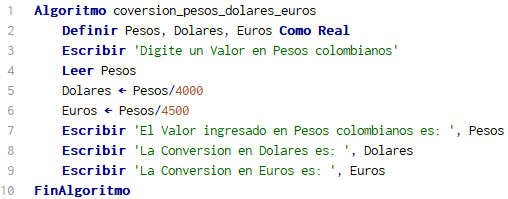 1 Algoritmo coversion_pesos_dolares_euros
2 Definir Pesos, Dolares, Euros Como Real
3 Escribir 'Digite un Valor en Pesos colombianos'
4 Leer Pesos
5 Dolares ← Pesos/4000
6 Euros ← Pesos/4500
7 Escribir 'El Valor ingresado en Pesos colombianos es: ', Pesos
8 Escribir 'La Conversion en Dolares es: ', Dolares
9 Escribir 'La Conversion en Euros es: ', Euros
10 FinAlgoritmo